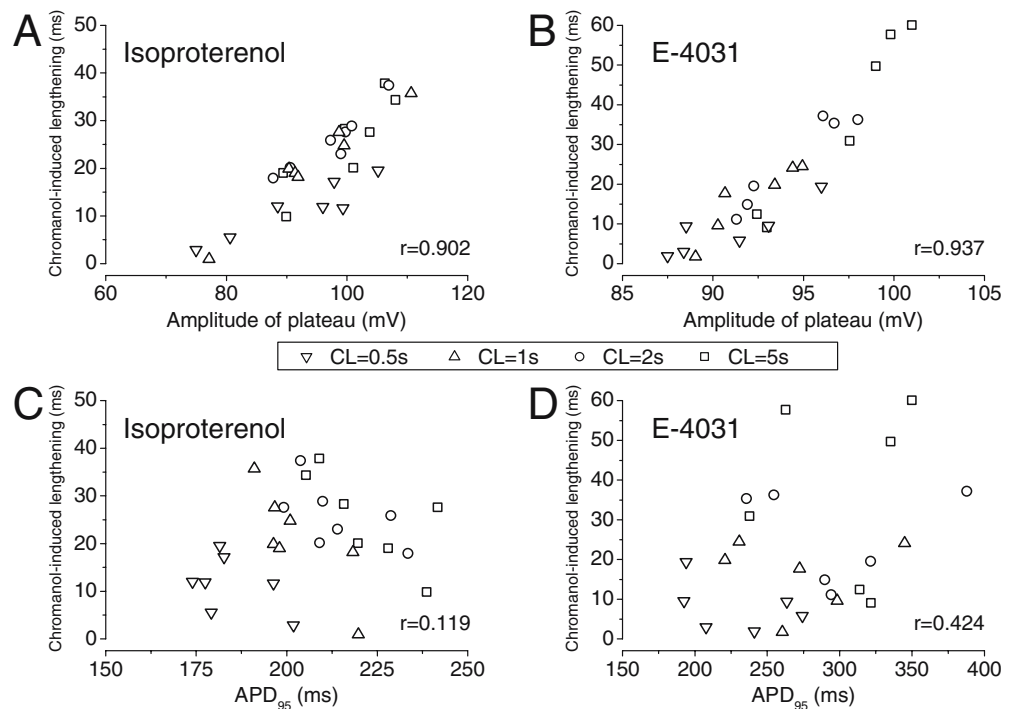 A
Isoproterenol
Chromanol-induced lengthening (ms)
50
40
30
20
10
0
r=0.902
60 80 100 120
Amplitude of plateau (mV)
B
E-4031
Chromanol-induced lengthening (ms)
60
50
40
30
20
10
0
r=0.937
85 90 95 100 105
Amplitude of plateau (mV)
CL=0.5s CL=1s CL=2s CL=5s
C
Isoproterenol
Chromanol-induced lengthening (ms)
50
40
30
20
10
0
r=0.119
150 175 200 225 250
APD95 (ms)
D
E-4031
Chromanol-induced lengthening (ms)
60
50
40
30
20
10
0
r=0.424
150 200 250 300 350 400
APD95 (ms)